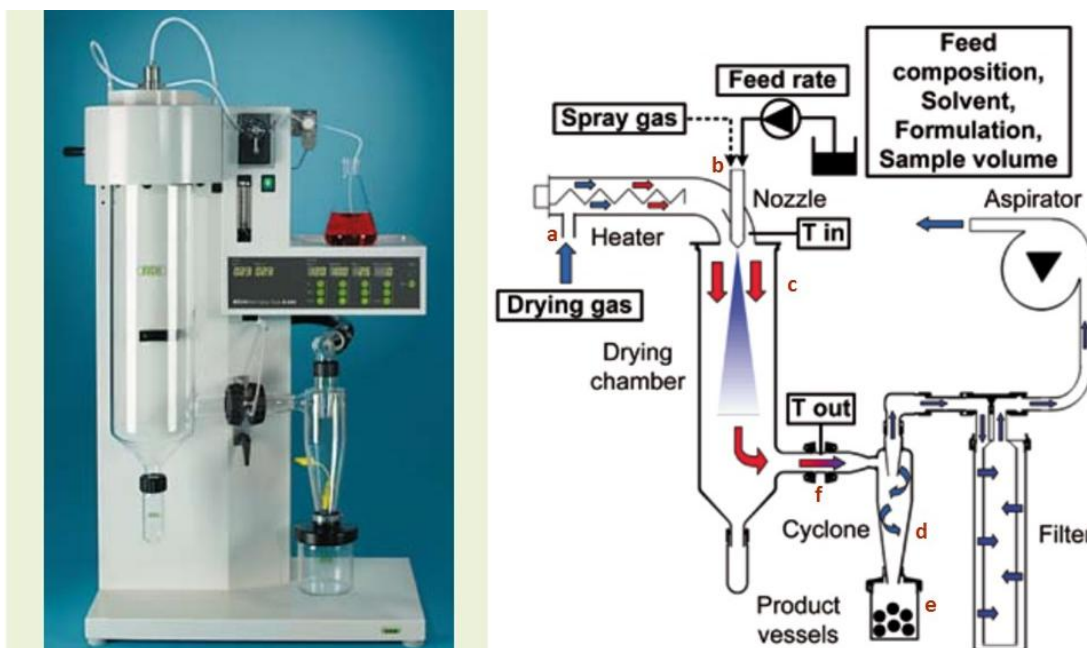 Feed
composition,
Solvent,
Formulation,
Sample volume
Feed rate
Spray gas
b
Nozzle
Aspirator
a
Heater
T in
c
Drying gas
Drying
chamber
T out
f
Cyclone
d
Filter
Product
vessels
e